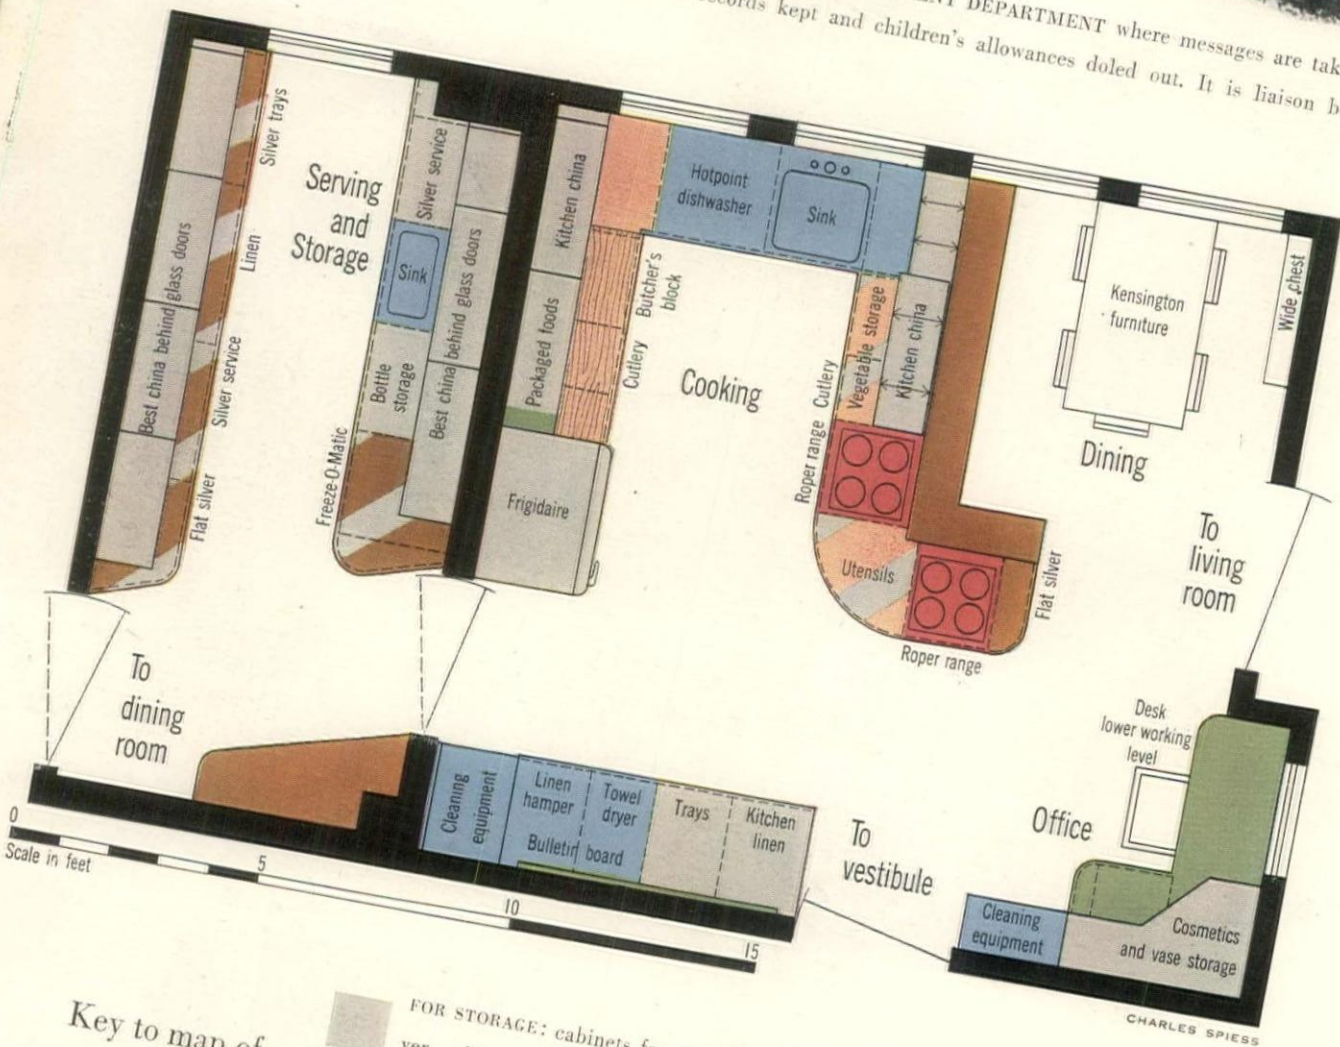 DEPARTMENT where messages are
kept and children's allowances doled out. It is liaison
Silver trays
Serving
and
Storage
Silver service
Sink
Best china behind glass doors
Linen
Silver service
Flat silver
Bottle
storage
Best china behind glass doors
Freeze-O-Matic
Kitchen china
Packaged foods
Cutlery
Butcher's
block
Frigidaire
Hotpoint
dishwasher
Sink
Cooking
Vegetable storage
Kitchen china
Cutlery
Roper range
Utensils
Roper range
Flat silver
Kensington
furniture
Wide chest
Dining
To
living
room
To
dining
room
Cleaning
equipment
Linen
hamper
Towel
dryer
Bulletin board
Trays
Kitchen
linen
To
vestibule
Desk
lower working
level
Office
Cleaning
equipment
Cosmetics
and vase storage
0
5
10
15
Scale in feet
CHARLES SPIESS
Key to map of
FOR STORAGE: cabinets